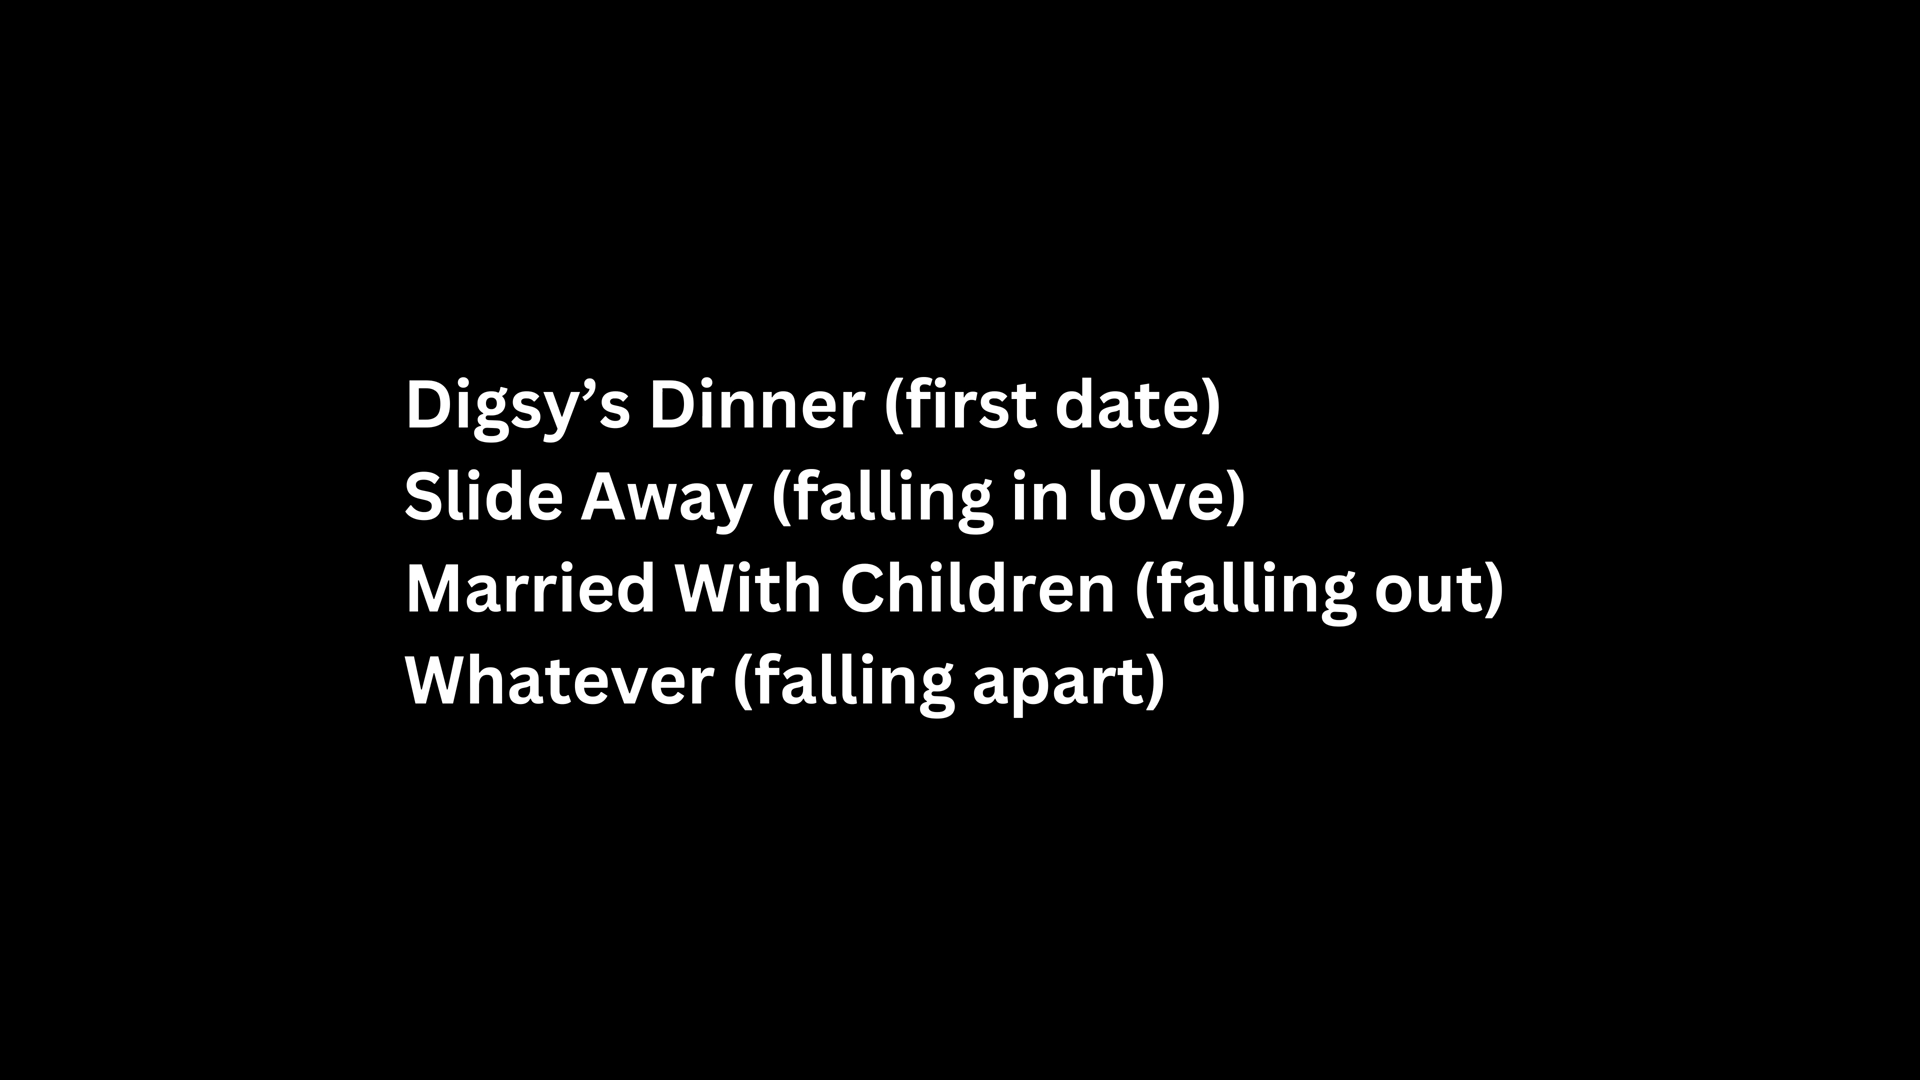 Digsy’s Dinner (first date)
Slide Away (falling in love)
Married With Children (falling out)
Whatever (falling apart)